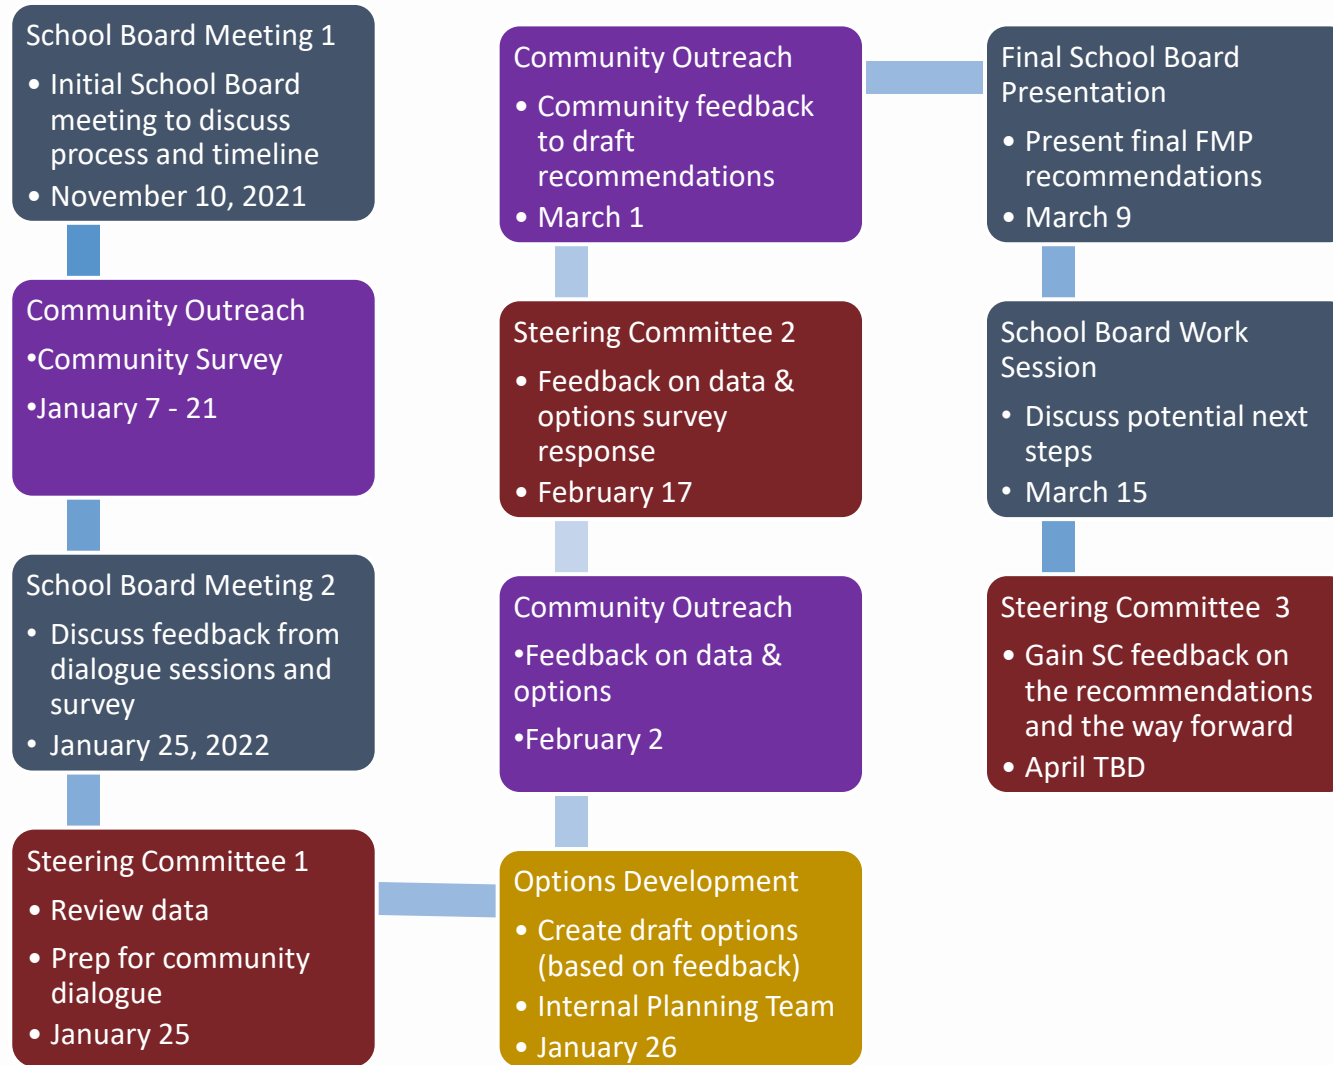 School Board Meeting 1
• Initial School Board
meeting to discuss
process and timeline
• November 10, 2021
Community Outreach
•Community Survey
•January 7 - 21
School Board Meeting 2
• Discuss feedback from
dialogue sessions and
survey
• January 25, 2022
Steering Committee 1
• Review data
• Prep for community
dialogue
• January 25
Options Development
• Create draft options
(based on feedback)
• Internal Planning Team
• January 26
Community Outreach
•Feedback on data &
options
•February 2
Steering Committee 2
• Feedback on data &
options survey
response
• February 17
Community Outreach
• Community feedback
to draft
recommendations
• March 1
Final School Board
Presentation
• Present final FMP
recommendations
• March 9
School Board Work
Session
• Discuss potential next
steps
• March 15
Steering Committee  3
• Gain SC feedback on
the recommendations
and the way forward
• April TBD